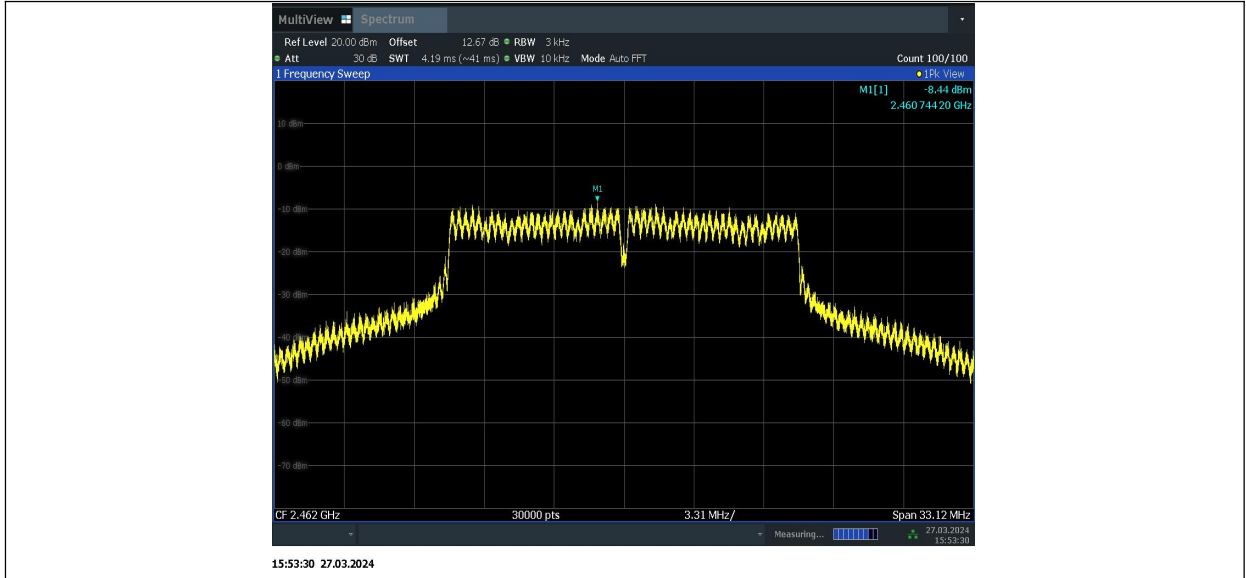 MultiView Spectrum
Ref Level 20.00 dBm Offset 12.67 dB RBW 3 kHz
Att 30 dB SWT 4.19 ms (~41 ms) VBW 10 kHz Mode Auto FFT Count 100/100
1 Frequency Sweep 1Pk View
M1[1] -8.44 dBm
2.460 744 20 GHz
10 dBm
0 dBm
M1
-10 dBm
-20 dBm
-30 dBm
-40 dBm
-50 dBm
-60 dBm
-70 dBm
CF 2.462 GHz 30000 pts 3.31 MHz/ Span 33.12 MHz
Measuring... 27.03.2024
15:53:30
15:53:30 27.03.2024